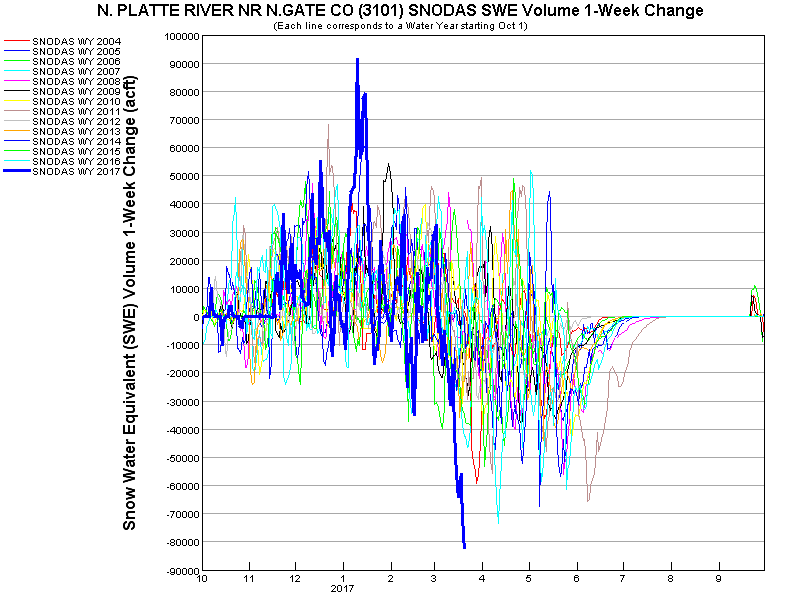 N. PLATTE RIVER NR N.GATE CO (3101) SNODAS SWE Volume 1-Week Change
(Each line corresponds to a Water Year starting Oct 1)
SNODAS WY 2004
SNODAS WY 2005
SNODAS WY 2006
SNODAS WY 2007
SNODAS WY 2008
SNODAS WY 2009
SNODAS WY 2010
SNODAS WY 2011
SNODAS WY 2012
SNODAS WY 2013
SNODAS WY 2014
SNODAS WY 2015
SNODAS WY 2016
SNODAS WY 2017
Snow Water Equivalent (SWE) Volume 1-Week Change (acft)
100000
90000
80000
70000
60000
50000
40000
30000
20000
10000
0
-10000
-20000
-30000
-40000
-50000
-60000
-70000
-80000
-90000
10 11 12 1 2 3 4 5 6 7 8 9
2017